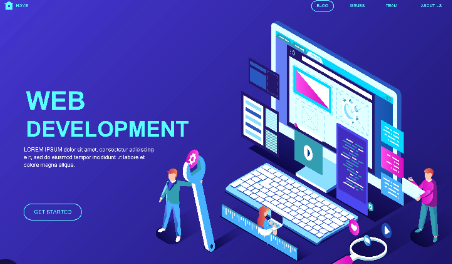 HOME
BLOG
TEAM
ABOUT US
WEB
DEVELOPMENT
LOREM IPSUM dolor sit amet, consectetur adipiscing
elit, sed do eiusmod tempor incididunt ut labore et
dolore magna aliqua.
GET STARTED